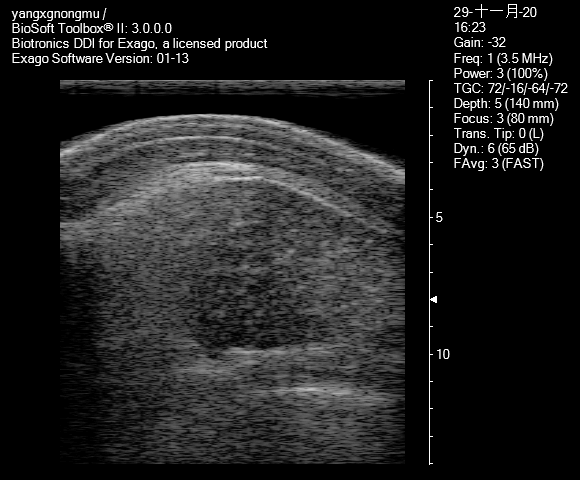 yangxgnongmu /
BioSoft Toolbox® II: 3.0.0.0
Biotronics DDI for Exago, a licensed product
Exago Software Version: 01-13
29-十一月-20
16:23
Gain: -32
Freq: 1 (3.5 MHz)
Power: 3 (100%)
TGC: 72/-16/-64/-72
Depth: 5 (140 mm)
Focus: 3 (80 mm)
Trans. Tip: 0 (L)
Dyn.: 6 (65 dB)
FAvg: 3 (FAST)
5
10